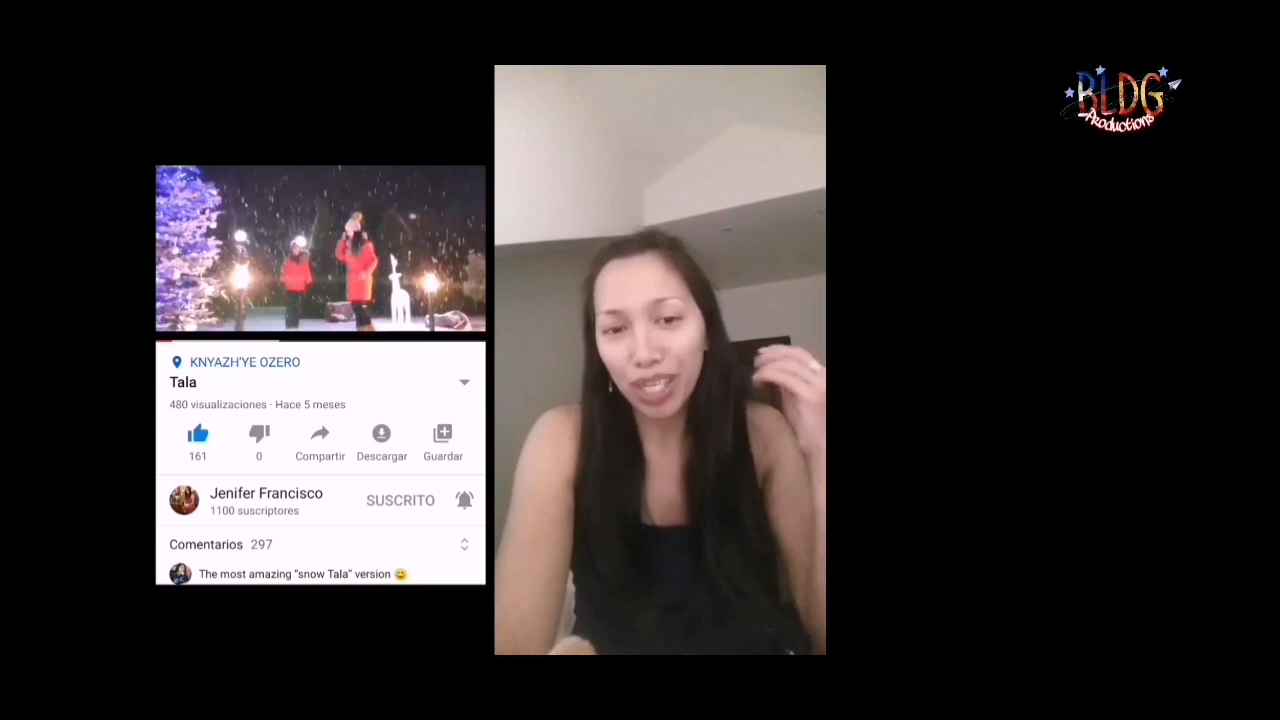 BLDG
Productions
KNYAZH'YE OZERO
Tala
480 visualizaciones · Hace 5 meses
161
0
Compartir
Descargar
Guardar
Jenifer Francisco
1100 suscriptores
SUSCRITO
Comentarios 297
The most amazing "snow Tala" version 😄